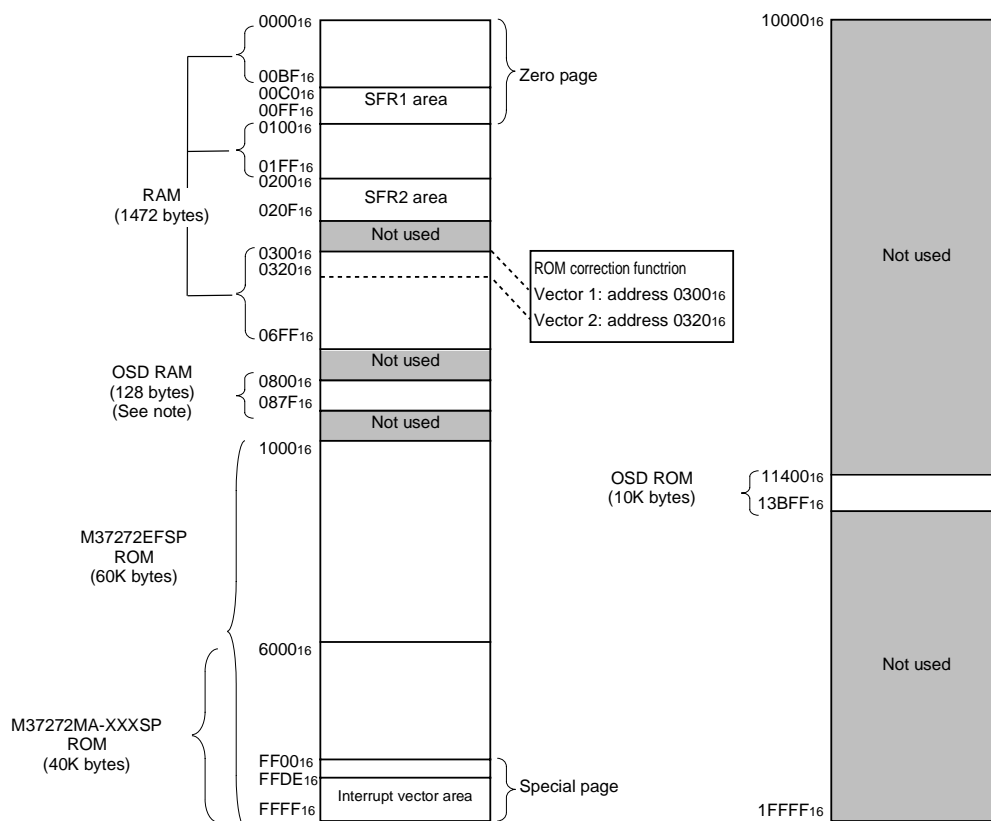 0000₁₆
00BF₁₆
00C0₁₆
00FF₁₆
0100₁₆
01FF₁₆
0200₁₆
020F₁₆
0300₁₆
0320₁₆
06FF₁₆
0800₁₆
087F₁₆
1000₁₆
6000₁₆
FF00₁₆
FFDE₁₆
FFFF₁₆
RAM
(1472 bytes)
OSD RAM
(128 bytes)
(See note)
M37272EFSP
ROM
(60K bytes)
M37272MA-XXXSP
ROM
(40K bytes)
SFR1 area
SFR2 area
Not used
Not used
Not used
Interrupt vector area
Zero page
ROM correction functrion
Vector 1: address 0300₁₆
Vector 2: address 0320₁₆
Special page
10000₁₆
Not used
OSD ROM
(10K bytes)
11400₁₆
13BFF₁₆
Not used
1FFFF₁₆